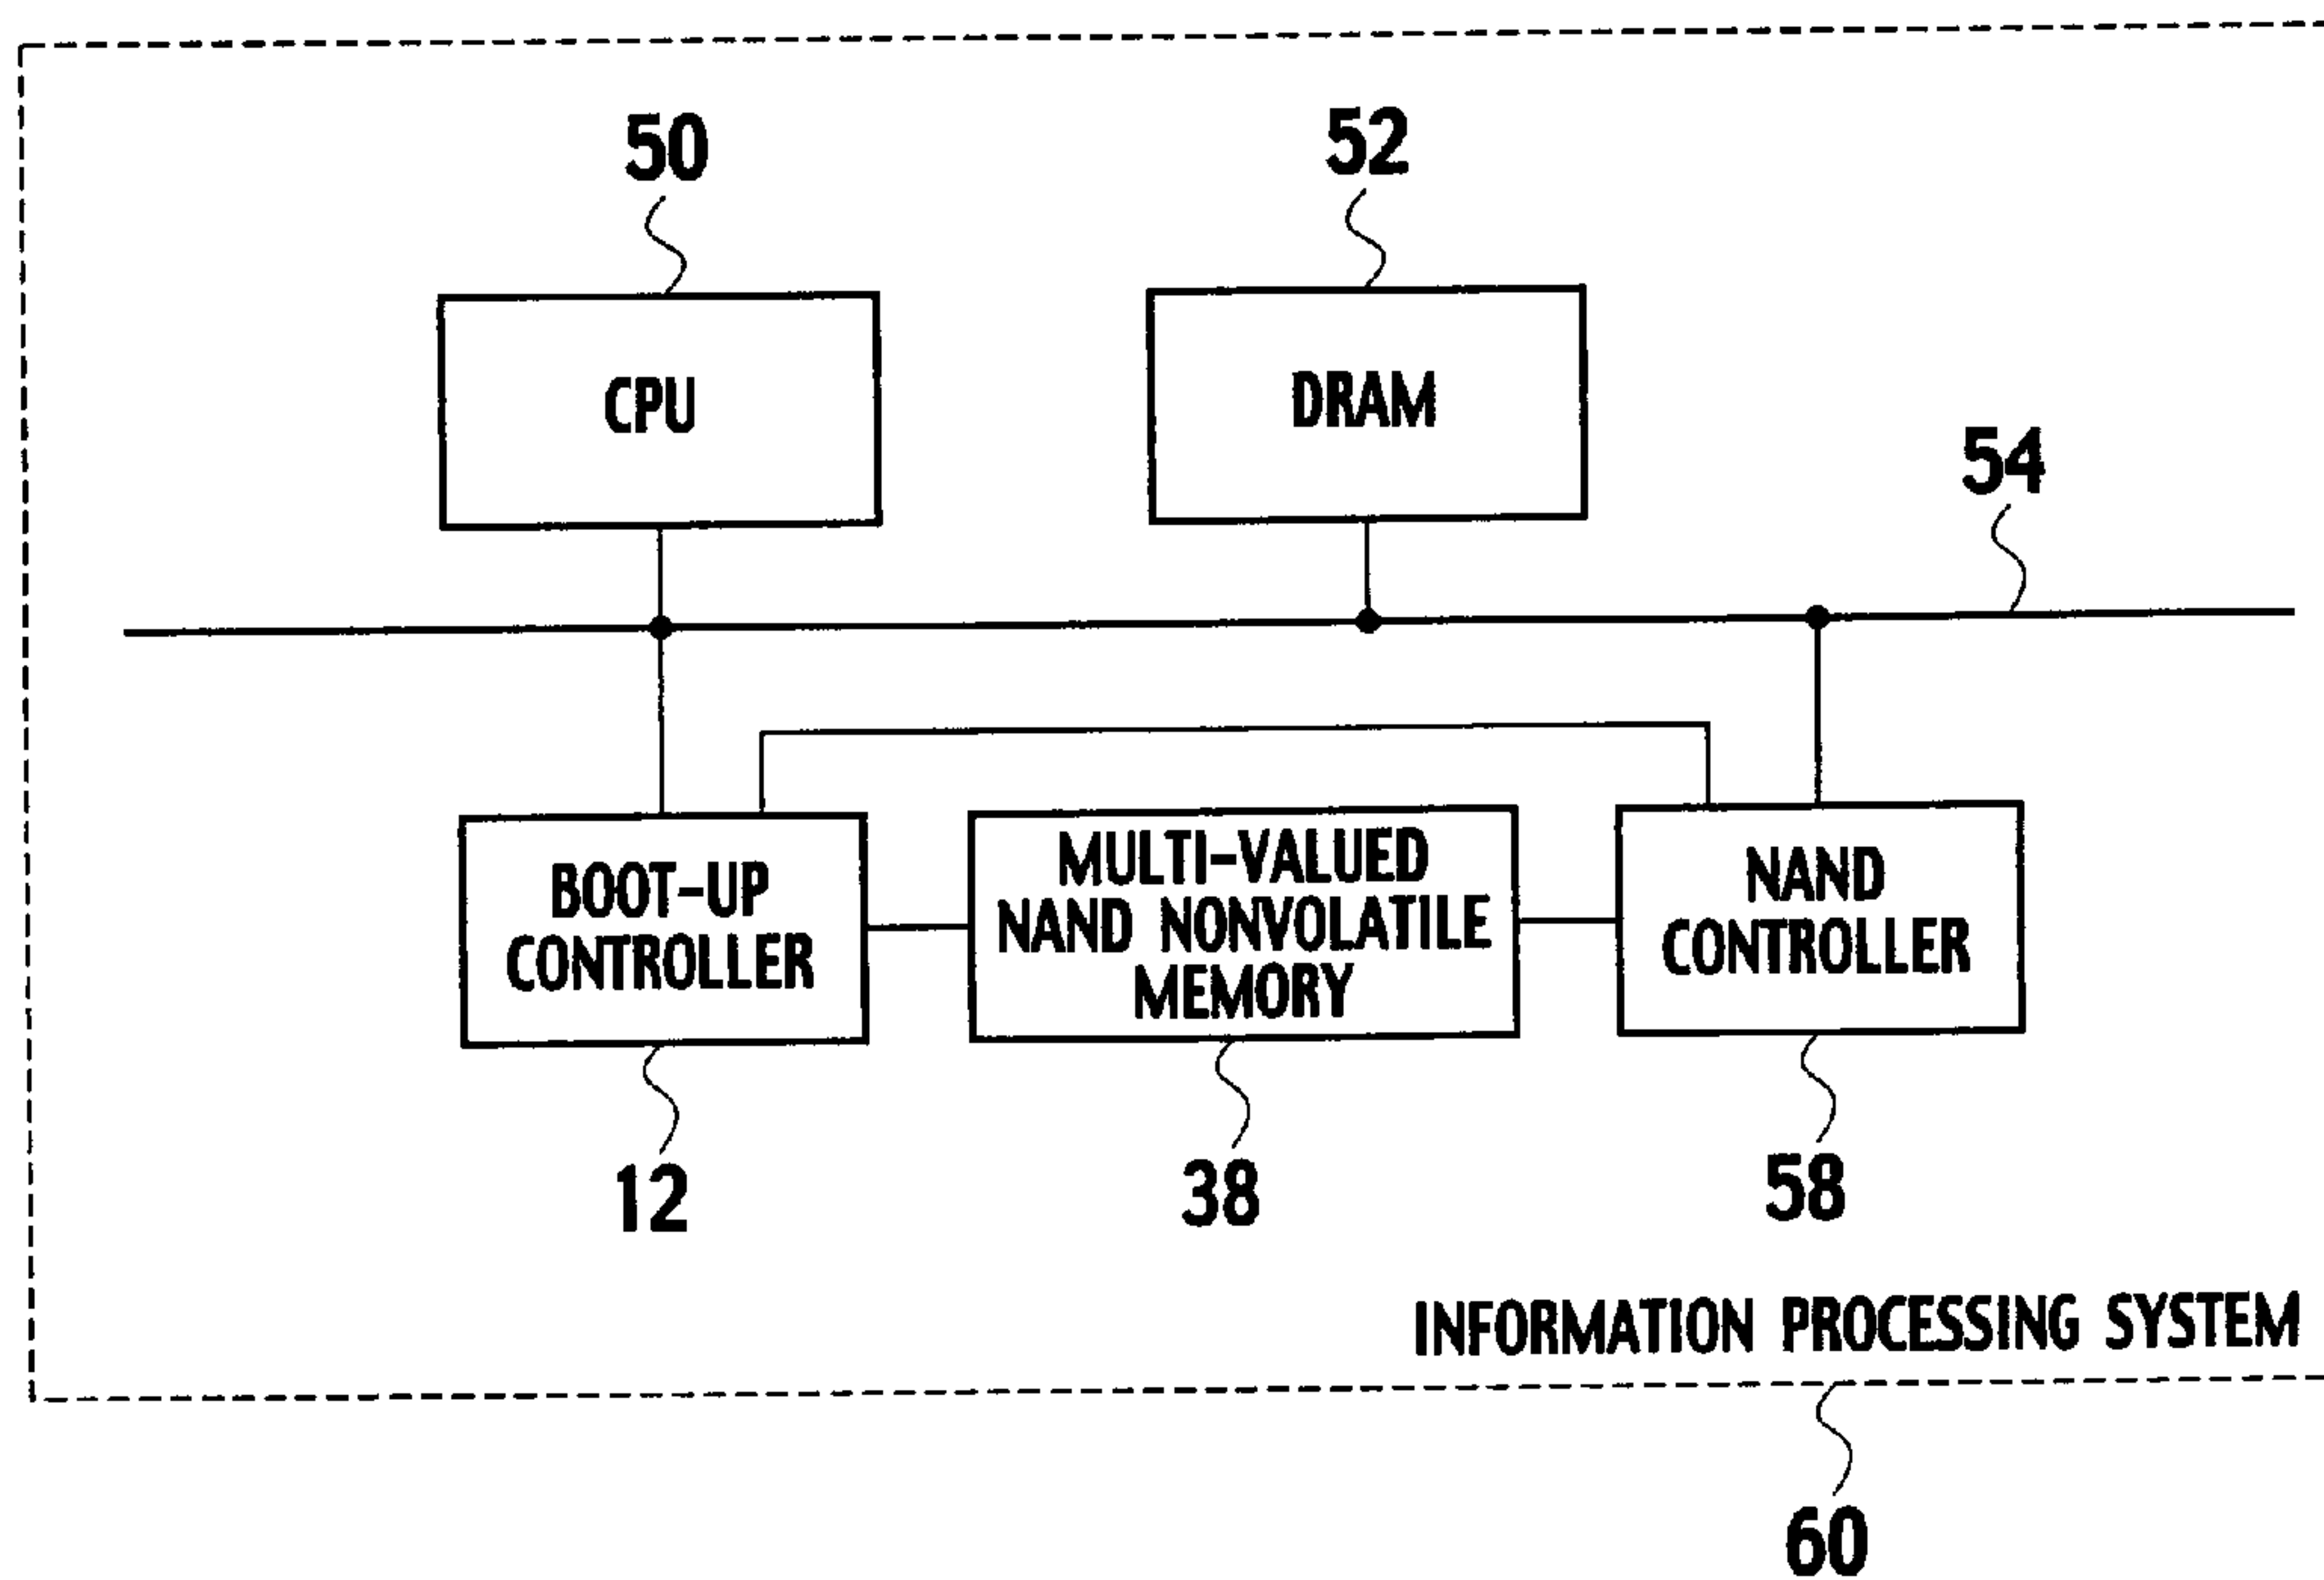 50
52
CPU
DRAM
54
BOOT-UP
CONTROLLER
MULTI-VALUED
NAND NONVOLATILE
MEMORY
NAND
CONTROLLER
12
38
58
INFORMATION PROCESSING SYSTEM
60